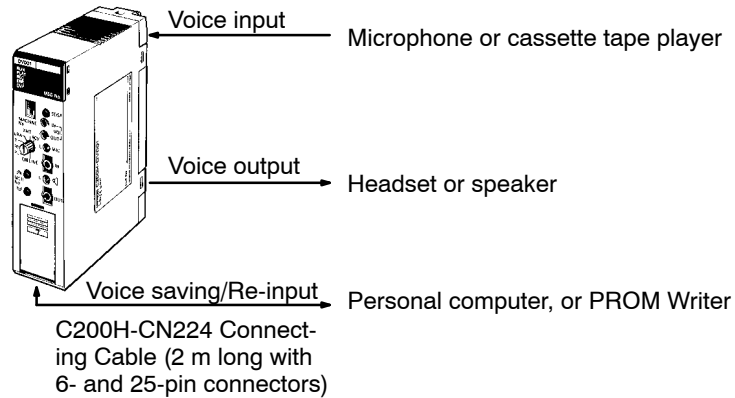 Voice input
Microphone or cassette tape player
Voice output
Headset or speaker
Voice saving/Re-input
Personal computer, or PROM Writer
C200H-CN224 Connect-
ing Cable (2 m long with
6- and 25-pin connectors)